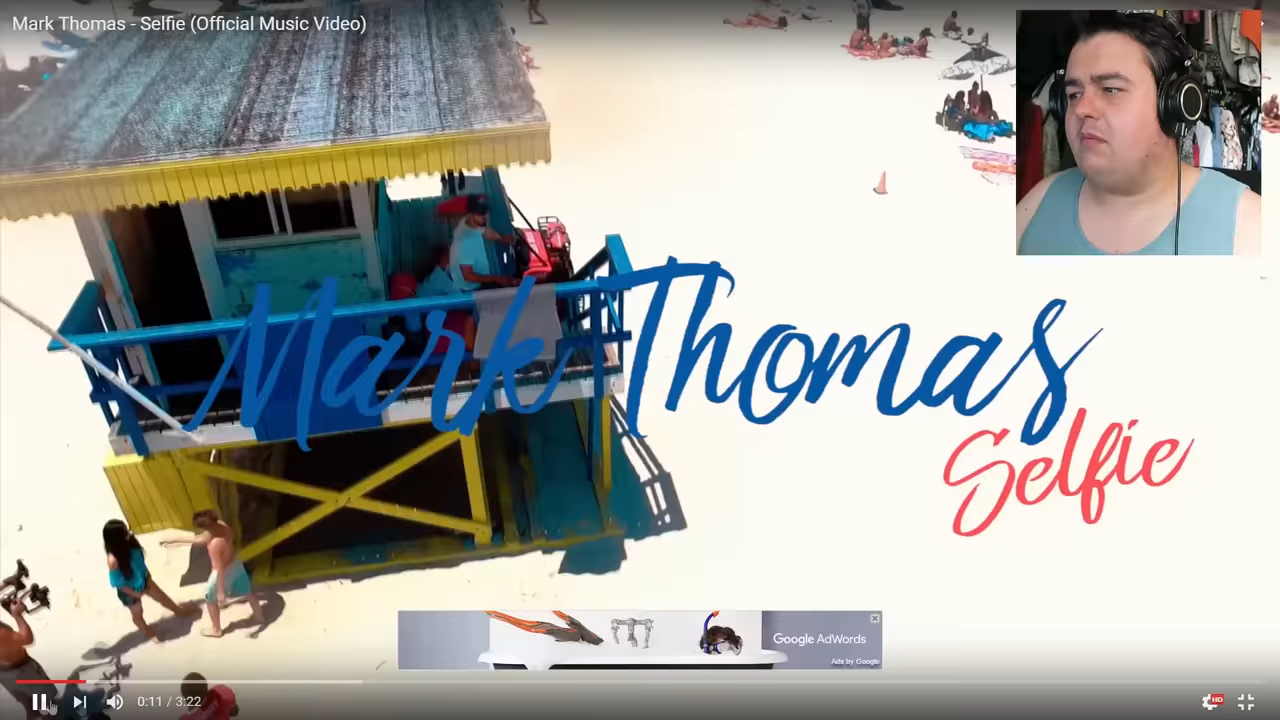 Mark Thomas - Selfie (Official Music Video)
Mark Thomas
Selfie
Google AdWords
Ads by Google
0:11 / 3:22
HD